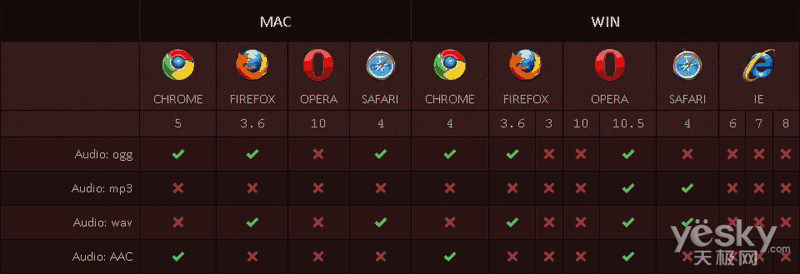 MAC WIN
CHROME FIREFOX OPERA SAFARI CHROME FIREFOX OPERA SAFARI IE
5 3.6 10 4 4 3.6 3 10 10.5 4 6 7 8
Audio: ogg
Audio: mp3
Audio: wav
Audio: AAC
yësky
天极网.com